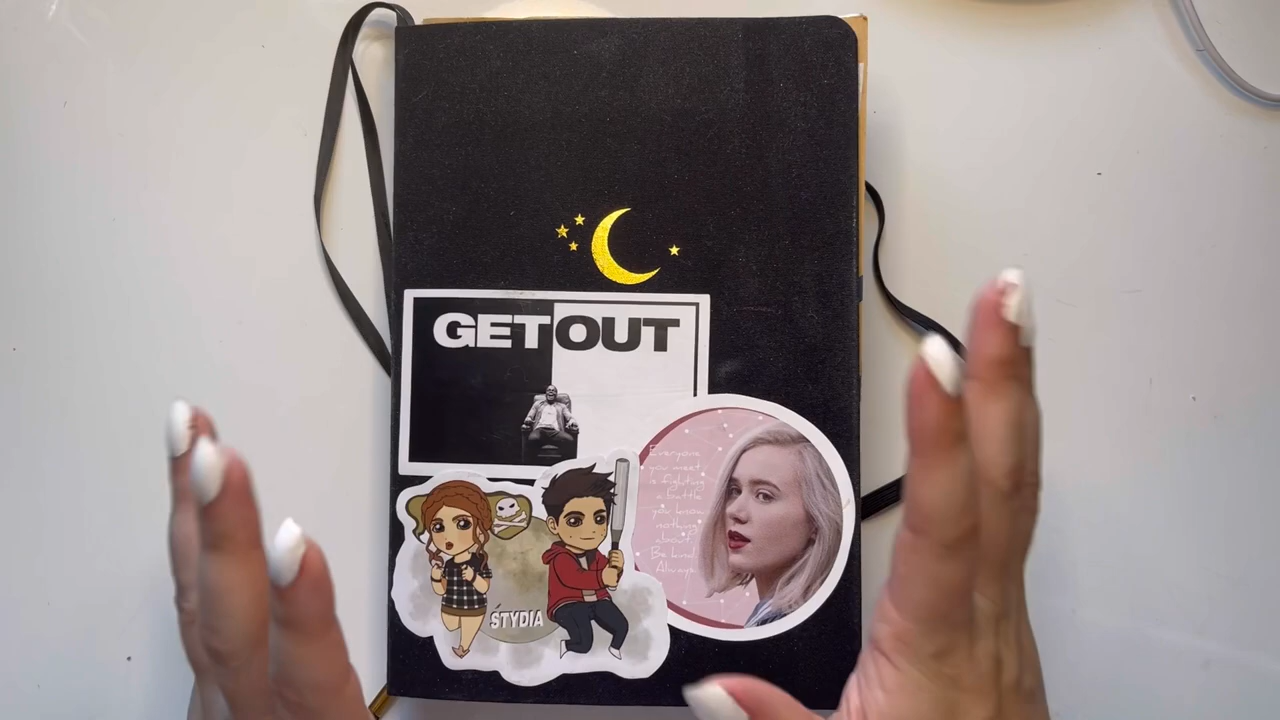 GET OUT
Everyone
you meet
is fighting
a battle
you know
nothing
about.
Be kind.
Always.
STYDIA